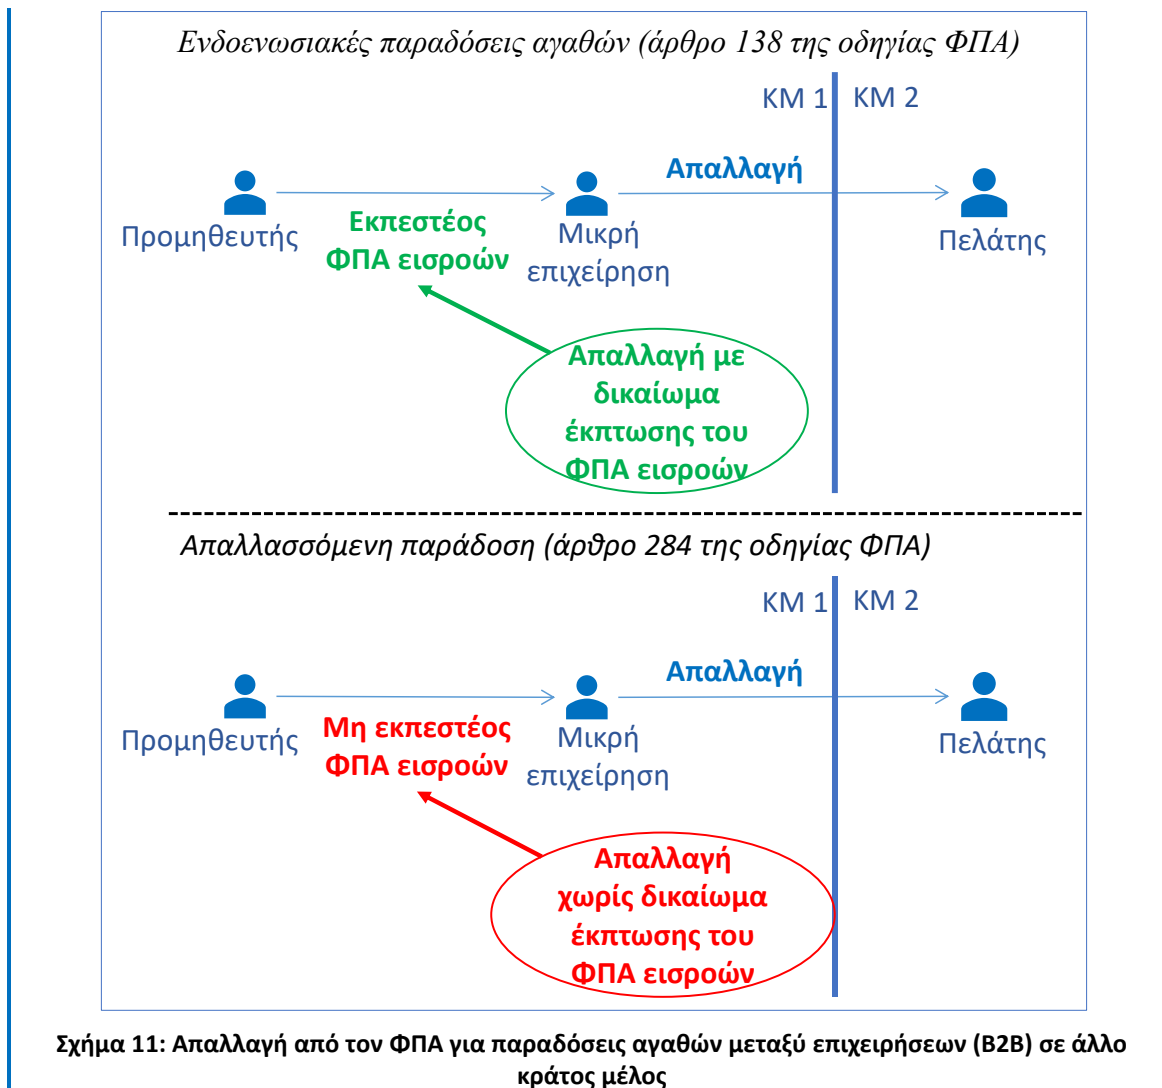 Ενδοενωσιακές παραδόσεις αγαθών (άρθρο 138 της οδηγίας ΦΠΑ)
ΚΜ 1 ΚΜ 2
Απαλλαγή
Προμηθευτής
Εκπεστέος
ΦΠΑ εισροών
Μικρή
επιχείρηση
Πελάτης
Απαλλαγή με
δικαίωμα
έκπτωσης του
ΦΠΑ εισροών
Απαλλασσόμενη παράδοση (άρθρο 284 της οδηγίας ΦΠΑ)
ΚΜ 1 ΚΜ 2
Απαλλαγή
Προμηθευτής
Μη εκπεστέος
ΦΠΑ εισροών
Μικρή
επιχείρηση
Πελάτης
Απαλλαγή
χωρίς δικαίωμα
έκπτωσης του
ΦΠΑ εισροών
Σχήμα 11: Απαλλαγή από τον ΦΠΑ για παραδόσεις αγαθών μεταξύ επιχειρήσεων (B2B) σε άλλο
κράτος μέλος